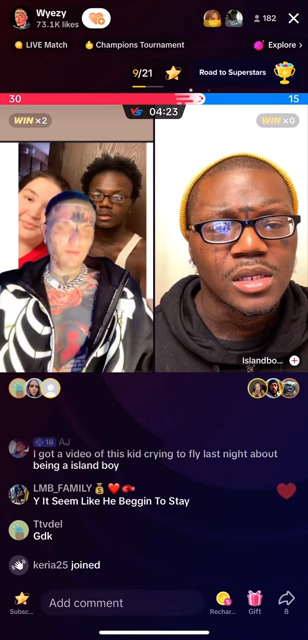 Wyezy
73.1K likes
10+
182
LIVE Match
Champions Tournament
Explore >
9/21
Road to Superstars
30
VS
15
WIN ×2
04:23
WIN ×0
Islandbo...
18 AJ
I got a video of this kid crying to fly last night about
being a island boy
LMB_FAMILY 💰 ❤️ 🥊
Y It Seem Like He Beggin To Stay
Ttvdel
Gdk
keria25 joined
Subsc...
Add comment
Rechar...
Gift
8